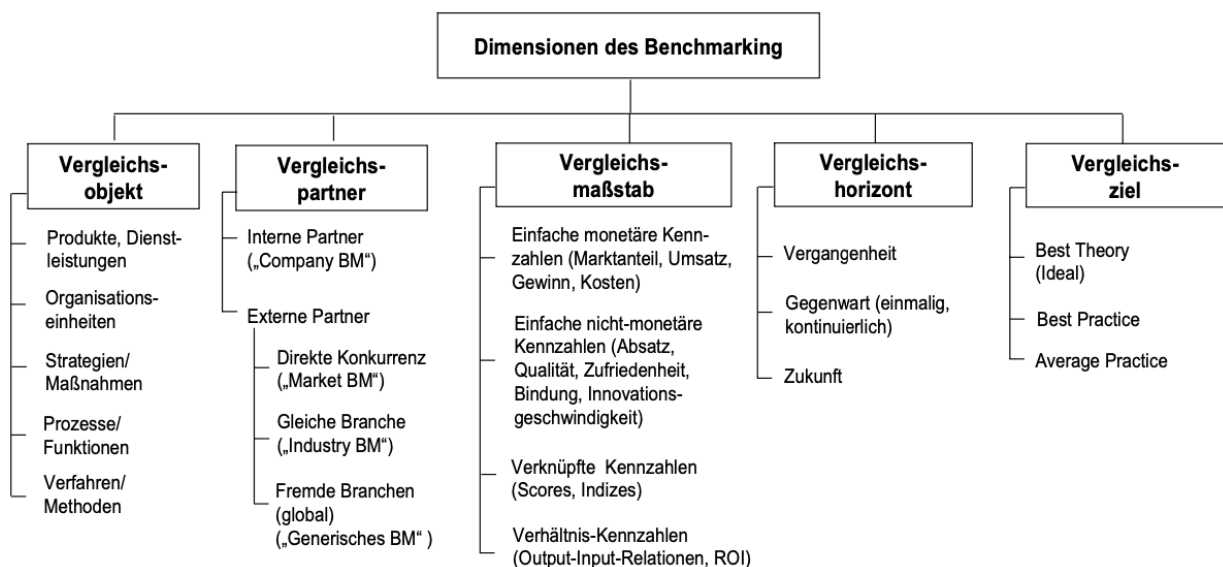 Dimensionen des Benchmarking
Vergleichs-
objekt
Produkte, Dienst-
leistungen
Organisations-
einheiten
Strategien/
Maßnahmen
Prozesse/
Funktionen
Verfahren/
Methoden
Vergleichs-
partner
Interne Partner
(„Company BM“)
Externe Partner
Direkte Konkurrenz
(„Market BM“)
Gleiche Branche
(„Industry BM“)
Fremde Branchen
(global)
(„Generisches BM“ )
Vergleichs-
maßstab
Einfache monetäre Kenn-
zahlen (Marktanteil, Umsatz,
Gewinn, Kosten)
Einfache nicht-monetäre
Kennzahlen (Absatz,
Qualität, Zufriedenheit,
Bindung, Innovations-
geschwindigkeit)
Verknüpfte Kennzahlen
(Scores, Indizes)
Verhältnis-Kennzahlen
(Output-Input-Relationen, ROI)
Vergleichs-
horizont
Vergangenheit
Gegenwart (einmalig,
kontinuierlich)
Zukunft
Vergleichs-
ziel
Best Theory
(Ideal)
Best Practice
Average Practice